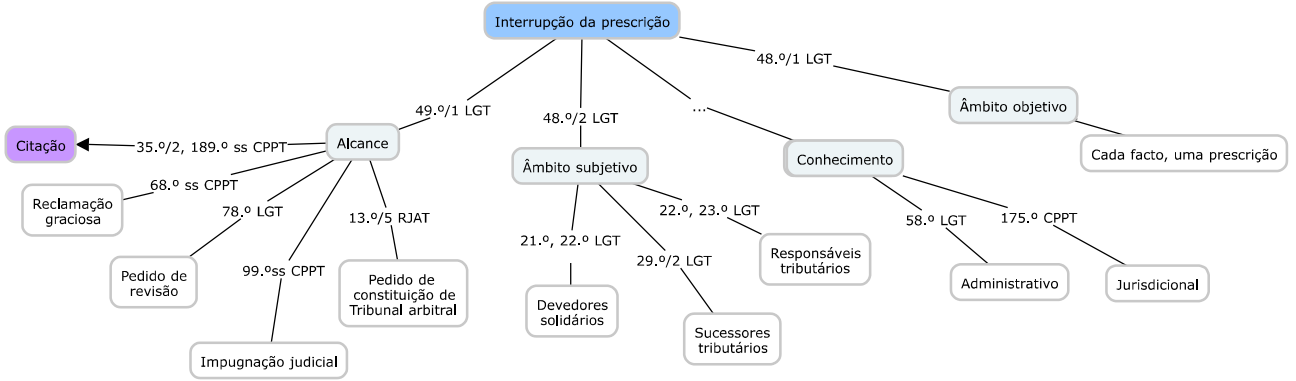 Interrupção da prescrição
48.º/1 LGT
49.º/1 LGT
48.º/2 LGT
...
Âmbito objetivo
Citação
35.º/2, 189.º ss CPPT
Alcance
Âmbito subjetivo
Conhecimento
Cada facto, uma prescrição
68.º ss CPPT
Reclamação
graciosa
78.º LGT
13.º/5 RJAT
22.º, 23.º LGT
58.º LGT
175.º CPPT
21.º, 22.º LGT
29.º/2 LGT
Responsáveis
tributários
99.ºss CPPT
Pedido de
revisão
Pedido de
constituição de
Tribunal arbitral
Administrativo
Jurisdicional
Devedores
solidários
Sucessores
tributários
Impugnação judicial